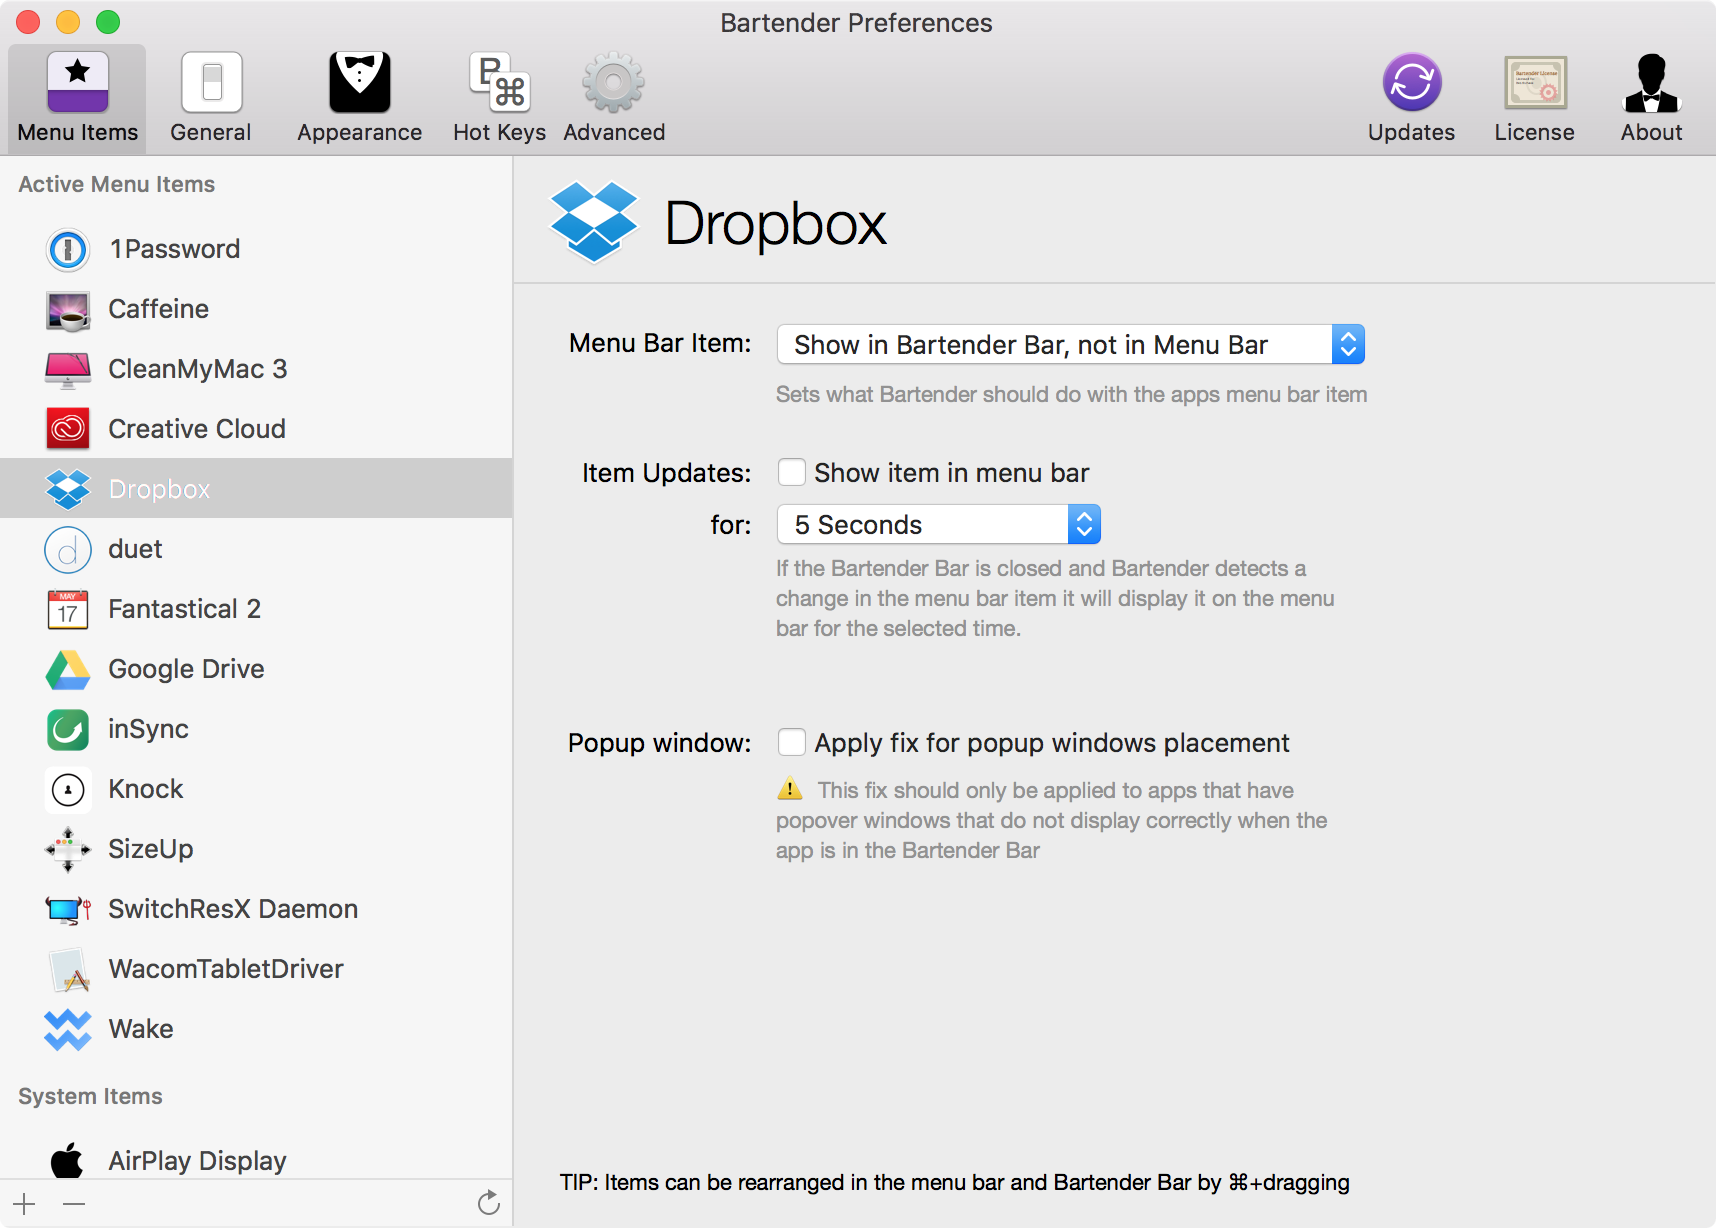 Bartender Preferences
Menu Items
General
Appearance
B
⌘
Hot Keys
Advanced
Updates
Bartender License
License
About
Active Menu Items
1Password
Caffeine
CleanMyMac 3
Creative Cloud
Dropbox
duet
MAY
17
Fantastical 2
Google Drive
inSync
Knock
SizeUp
SwitchResX Daemon
WacomTabletDriver
Wake
System Items
AirPlay Display
Dropbox
Menu Bar Item: Show in Bartender Bar, not in Menu Bar
Sets what Bartender should do with the apps menu bar item
Item Updates: Show item in menu bar
for: 5 Seconds
If the Bartender Bar is closed and Bartender detects a
change in the menu bar item it will display it on the menu
bar for the selected time.
Popup window: Apply fix for popup windows placement
This fix should only be applied to apps that have
popover windows that do not display correctly when the
app is in the Bartender Bar
TIP: Items can be rearranged in the menu bar and Bartender Bar by ⌘+dragging